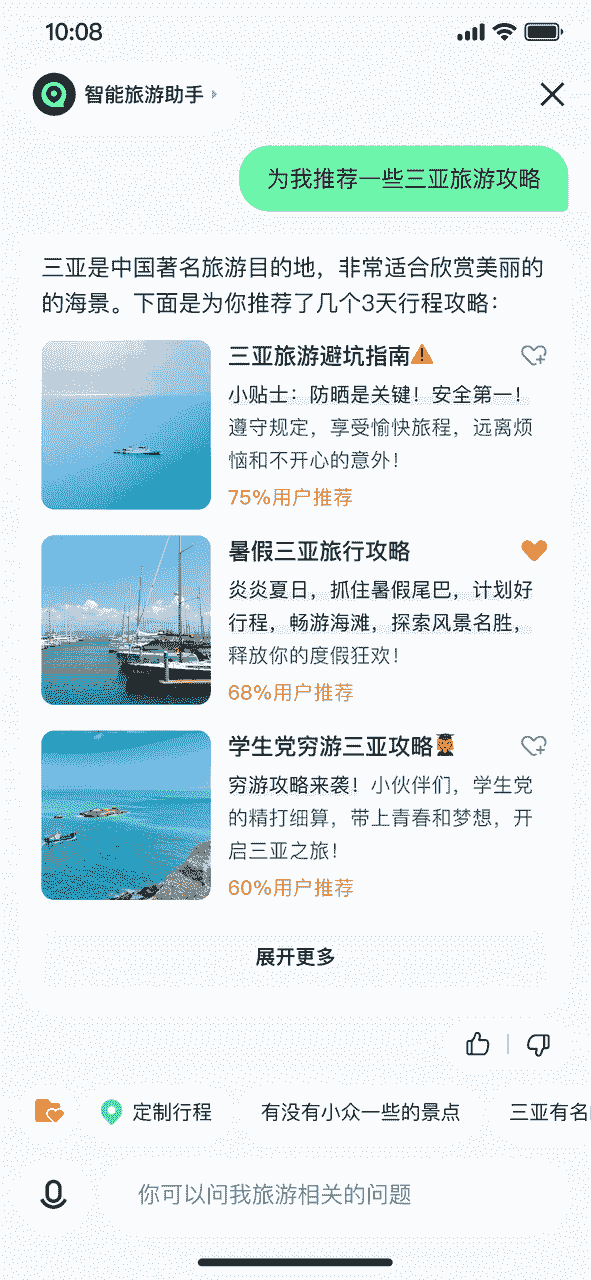 10:08
智能旅游助手
为我推荐一些三亚旅游攻略
三亚是中国著名旅游目的地，非常适合欣赏美丽的
的海景。下面是为你推荐了几个3天行程攻略：
三亚旅游避坑指南
小贴士：防晒是关键！安全第一！
遵守规定，享受愉快旅程，远离烦
恼和不开心的意外！
75%用户推荐
暑假三亚旅行攻略
炎炎夏日，抓住暑假尾巴，计划好
行程，畅游海滩，探索风景名胜，
释放你的度假狂欢！
68%用户推荐
学生党穷游三亚攻略
穷游攻略来袭！小伙伴们，学生党
的精打细算，带上青春和梦想，开
启三亚之旅！
60%用户推荐
展开更多
定制行程
有没有小众一些的景点
三亚有名
你可以问我旅游相关的问题